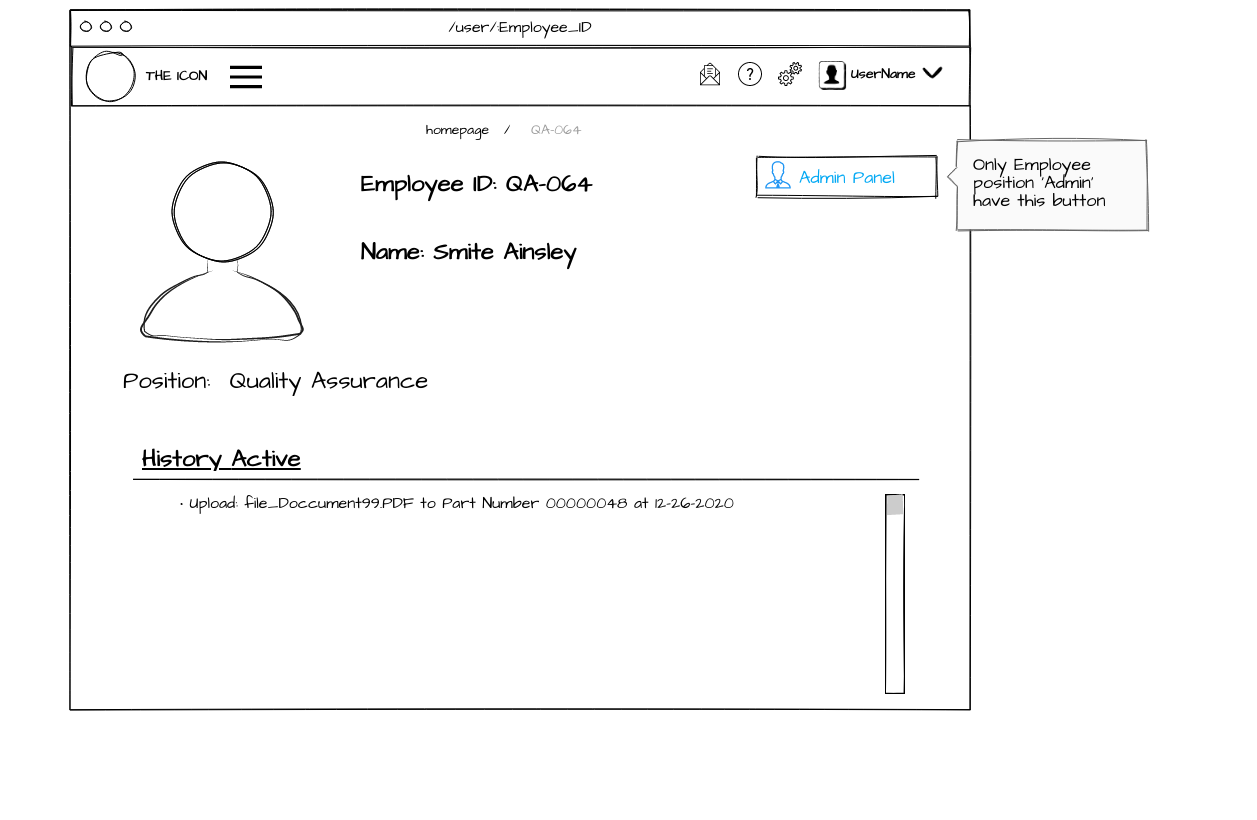 /user/:Employee_ID
THE ICON
?
UserName
homepage / QA-064
Employee ID: QA-064
Admin Panel
Only Employee
position 'Admin'
have this button
Name: Smite Ainsley
Position: Quality Assurance
History Active
• Upload: file_Doccument99.PDF to Part Number 00000048 at 12-26-2020